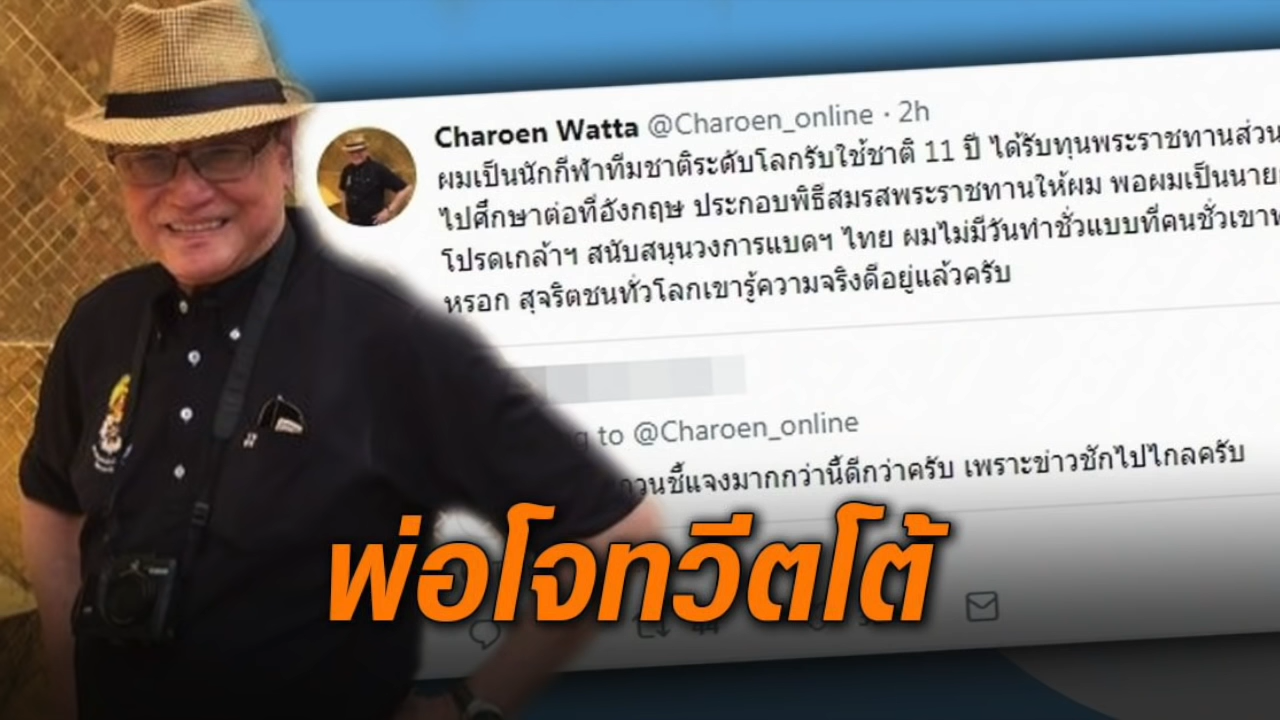 Charoen Watta @Charoen_online · 2h
ผมเป็นนักกีฬาทีมชาติระดับโลกรับใช้ชาติ 11 ปี ได้รับทุนพระราชทานส่วน
ไปศึกษาต่อที่อังกฤษ ประกอบพิธีสมรสพระราชทานให้ผม พอผมเป็นนายก
โปรดเกล้าฯ สนับสนุนวงการแบดฯ ไทย ผมไม่มีวันทำชั่วแบบที่คนชั่วเขา
หรอก สุจริตชนทั่วโลกเขารู้ความจริงดีอยู่แล้วครับ
to @Charoen_online
ชี้แจงมากกว่านี้ดีกว่าครับ เพราะข่าวชักไปไกลครับ
พ่อโจทวีตโต้
44